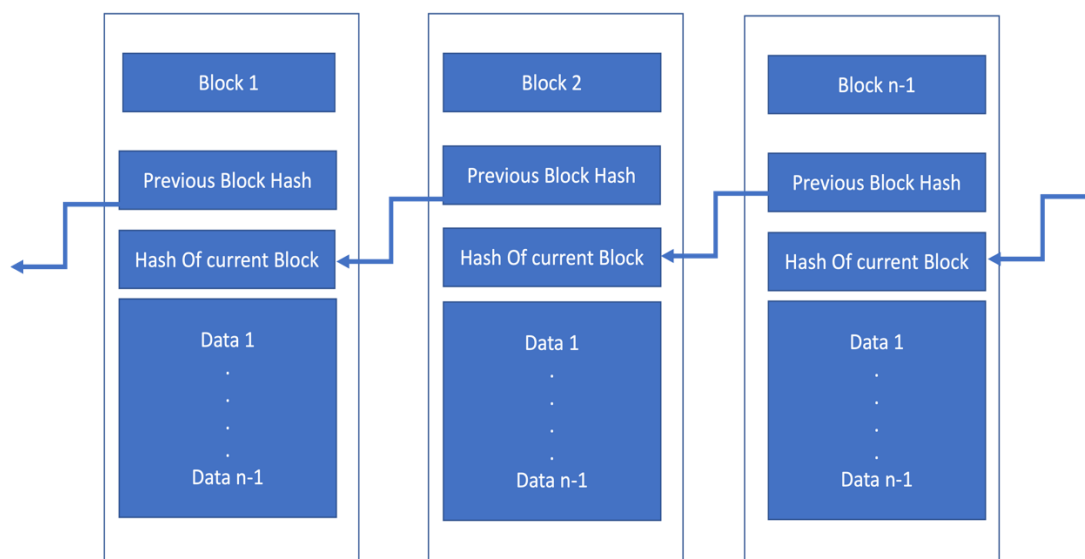 Block 1
Previous Block Hash
Hash Of current Block
Data 1
.
.
.
.
Data n-1
Block 2
Previous Block Hash
Hash Of current Block
Data 1
.
.
.
.
Data n-1
Block n-1
Previous Block Hash
Hash Of current Block
Data 1
.
.
.
.
Data n-1